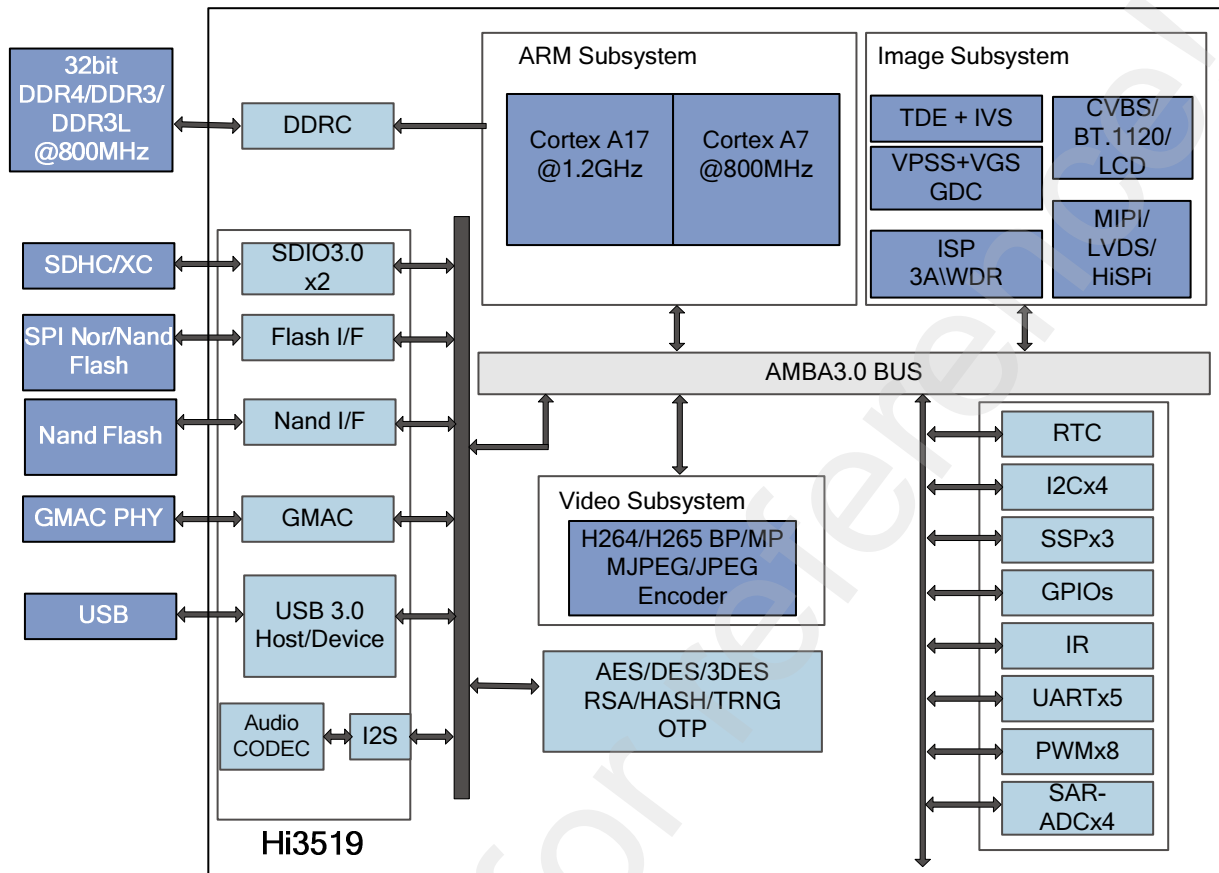 32bit
DDR4/DDR3/
DDR3L
@800MHz
DDRC
ARM Subsystem
Cortex A17
@1.2GHz
Cortex A7
@800MHz
Image Subsystem
TDE + IVS
VPSS+VGS
GDC
ISP
3A\WDR
CVBS/
BT.1120/
LCD
MIPI/
LVDS/
HiSPi
SDHC/XC
SDIO3.0
x2
SPI Nor/Nand
Flash
Flash I/F
Nand Flash
Nand I/F
GMAC PHY
GMAC
USB
USB 3.0
Host/Device
Audio
CODEC
I2S
Hi3519
AMBA3.0 BUS
Video Subsystem
H264/H265 BP/MP
MJPEG/JPEG
Encoder
AES/DES/3DES
RSA/HASH/TRNG
OTP
RTC
I2Cx4
SSPx3
GPIOs
IR
UARTx5
PWMx8
SAR-
ADCx4
for reference